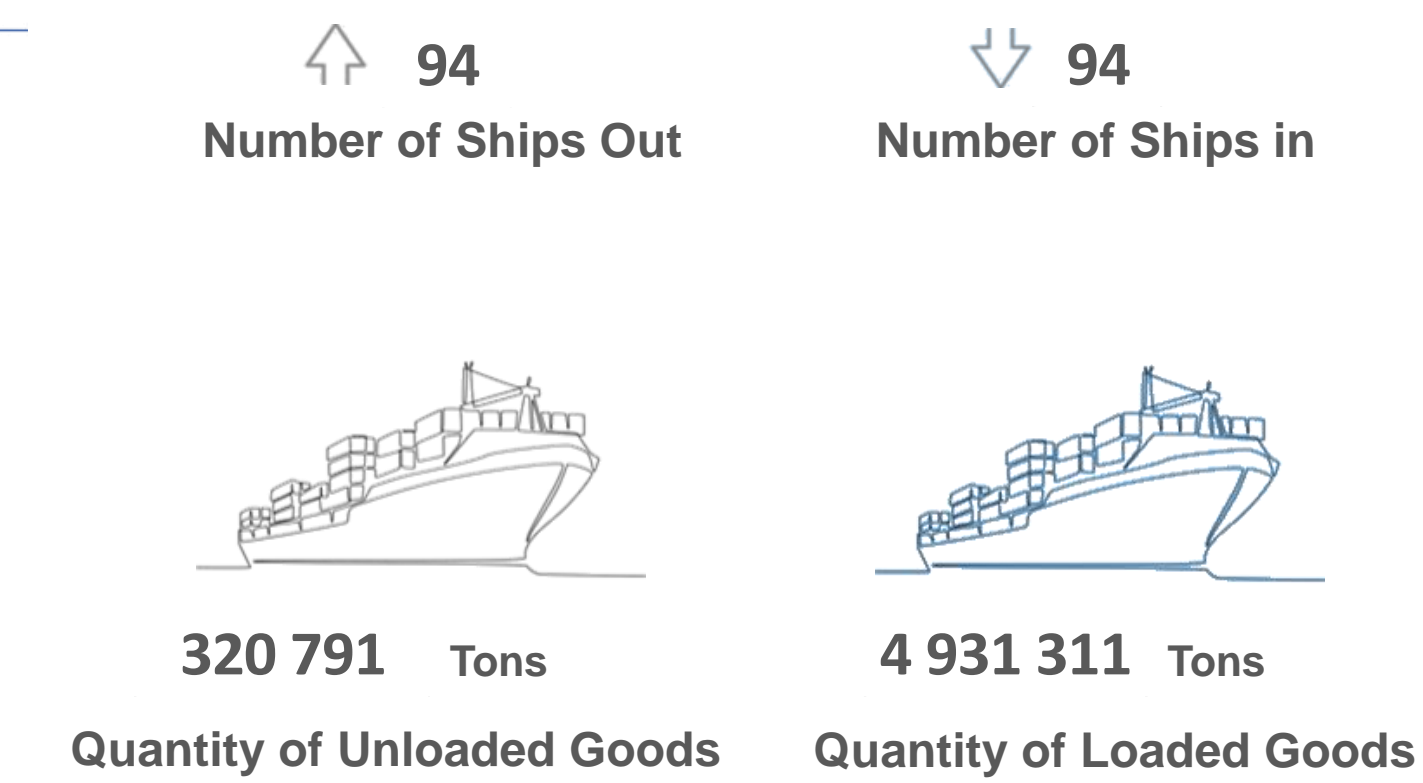 94
Number of Ships Out
94
Number of Ships in
320 791 Tons
Quantity of Unloaded Goods
4 931 311 Tons
Quantity of Loaded Goods